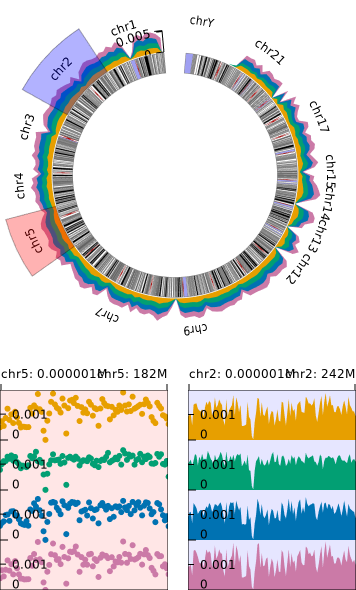 chrY
chr1
0.005
0
chr21
chr2
chr17
chr3
chr15
chr4
chr14
chr5
chr13
chr12
chr7
chr9
chr5: 0.000001M
chr5: 182M
chr2: 0.000001M
chr2: 242M
0.001
0.001
0
0
0.001
0.001
0
0
0.001
0.001
0
0
0.001
0.001
0
0